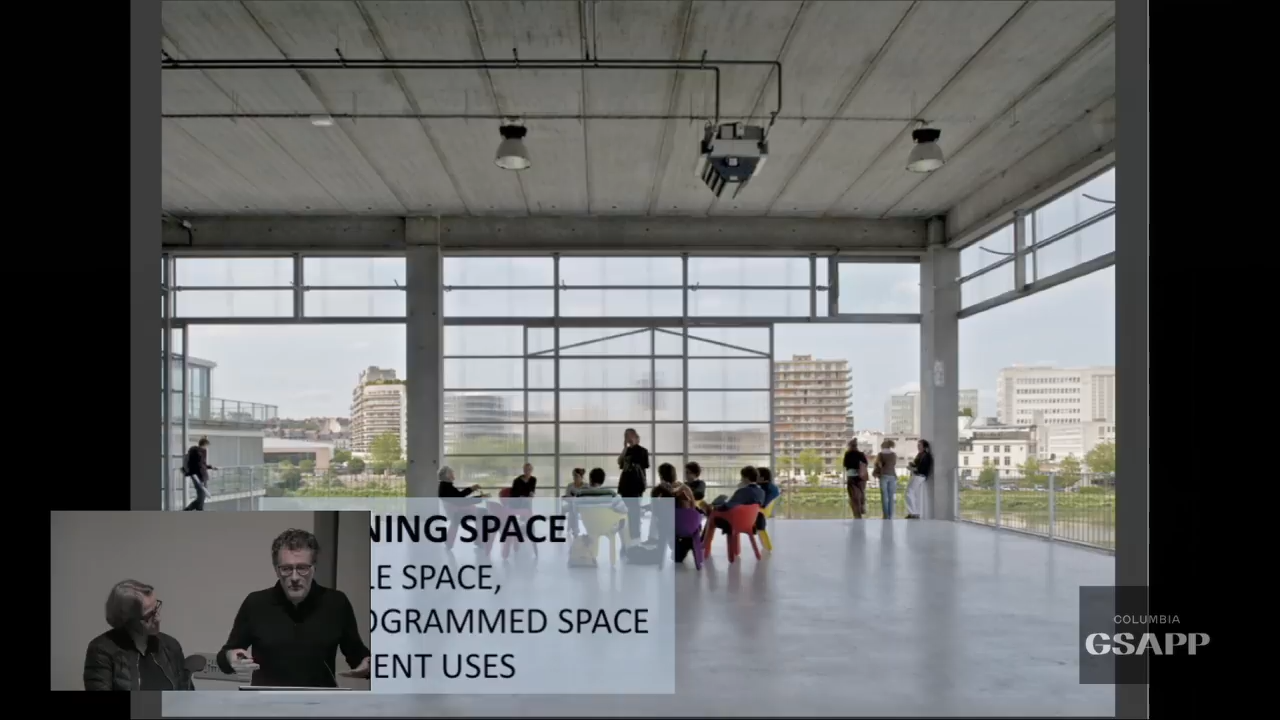 NING SPACE
LE SPACE,
OGRAMMED SPACE
ENT USES
COLUMBIA
GSAPP